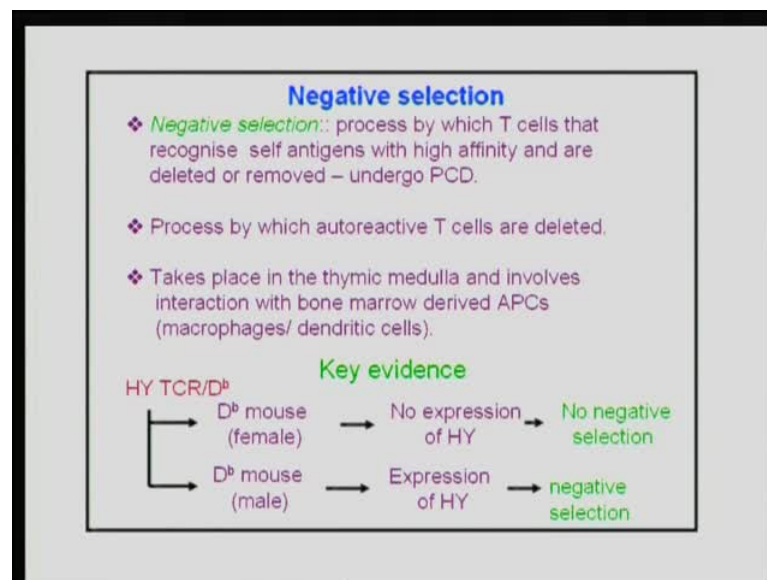 Negative selection
❖ Negative selection:: process by which T cells that
recognise self antigens with high affinity and are
deleted or removed – undergo PCD.
❖ Process by which autoreactive T cells are deleted.
❖ Takes place in the thymic medulla and involves
interaction with bone marrow derived APCs
(macrophages/ dendritic cells).
Key evidence
HY TCR/Dᵇ
Dᵇ mouse
(female)
No expression
of HY
No negative
selection
Dᵇ mouse
(male)
Expression
of HY
negative
selection